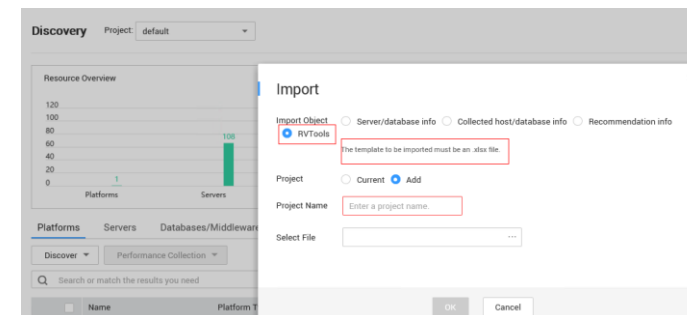 Discovery Project: default
Resource Overview
120
100
80
60
40
20
0
108
1
Platforms Servers
Platforms Servers Databases/Middleware
Discover Performance Collection
Search or match the results you need
Name Platform T
Import
Import Object Server/database info Collected host/database info Recommendation info
RVTools
The template to be imported must be an .xlsx file.
Project Current Add
Project Name Enter a project name.
Select File ...
OK Cancel